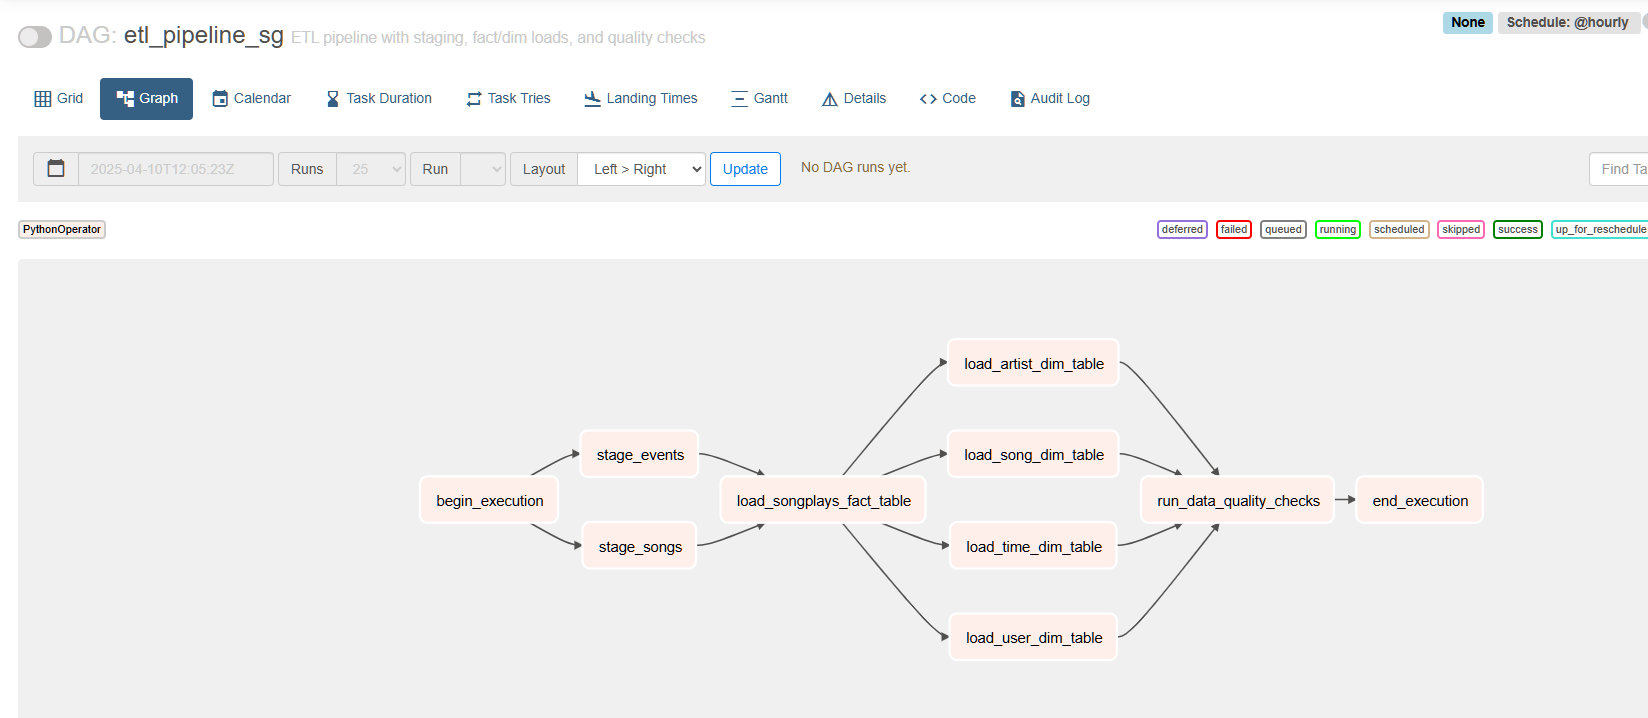 DAG: etl_pipeline_sg ETL pipeline with staging, fact/dim loads, and quality checks
None Schedule: @hourly
Grid Graph Calendar Task Duration Task Tries Landing Times Gantt Details Code Audit Log
2025-04-10T12:05:23Z Runs 25 Run Layout Left > Right Update No DAG runs yet. Find Ta
PythonOperator deferred failed queued running scheduled skipped success up_for_reschedule
load_artist_dim_table
stage_events load_song_dim_table
begin_execution load_songplays_fact_table run_data_quality_checks end_execution
stage_songs load_time_dim_table
load_user_dim_table